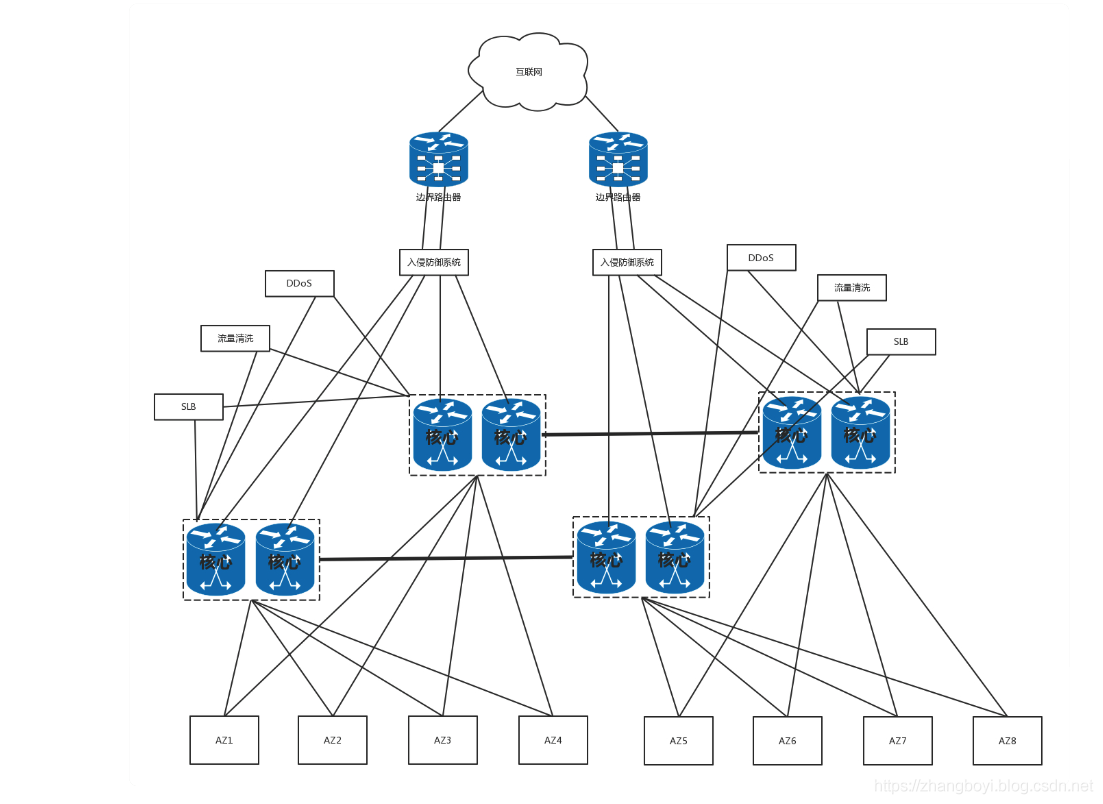 互联网
边界路由器
边界路由器
入侵防御系统
入侵防御系统
DDoS
DDoS
流量清洗
流量清洗
SLB
SLB
核心
核心
核心
核心
核心
核心
核心
核心
AZ1
AZ2
AZ3
AZ4
AZ5
AZ6
AZ7
AZ8
https://zhangboyi.blog.csdn.net